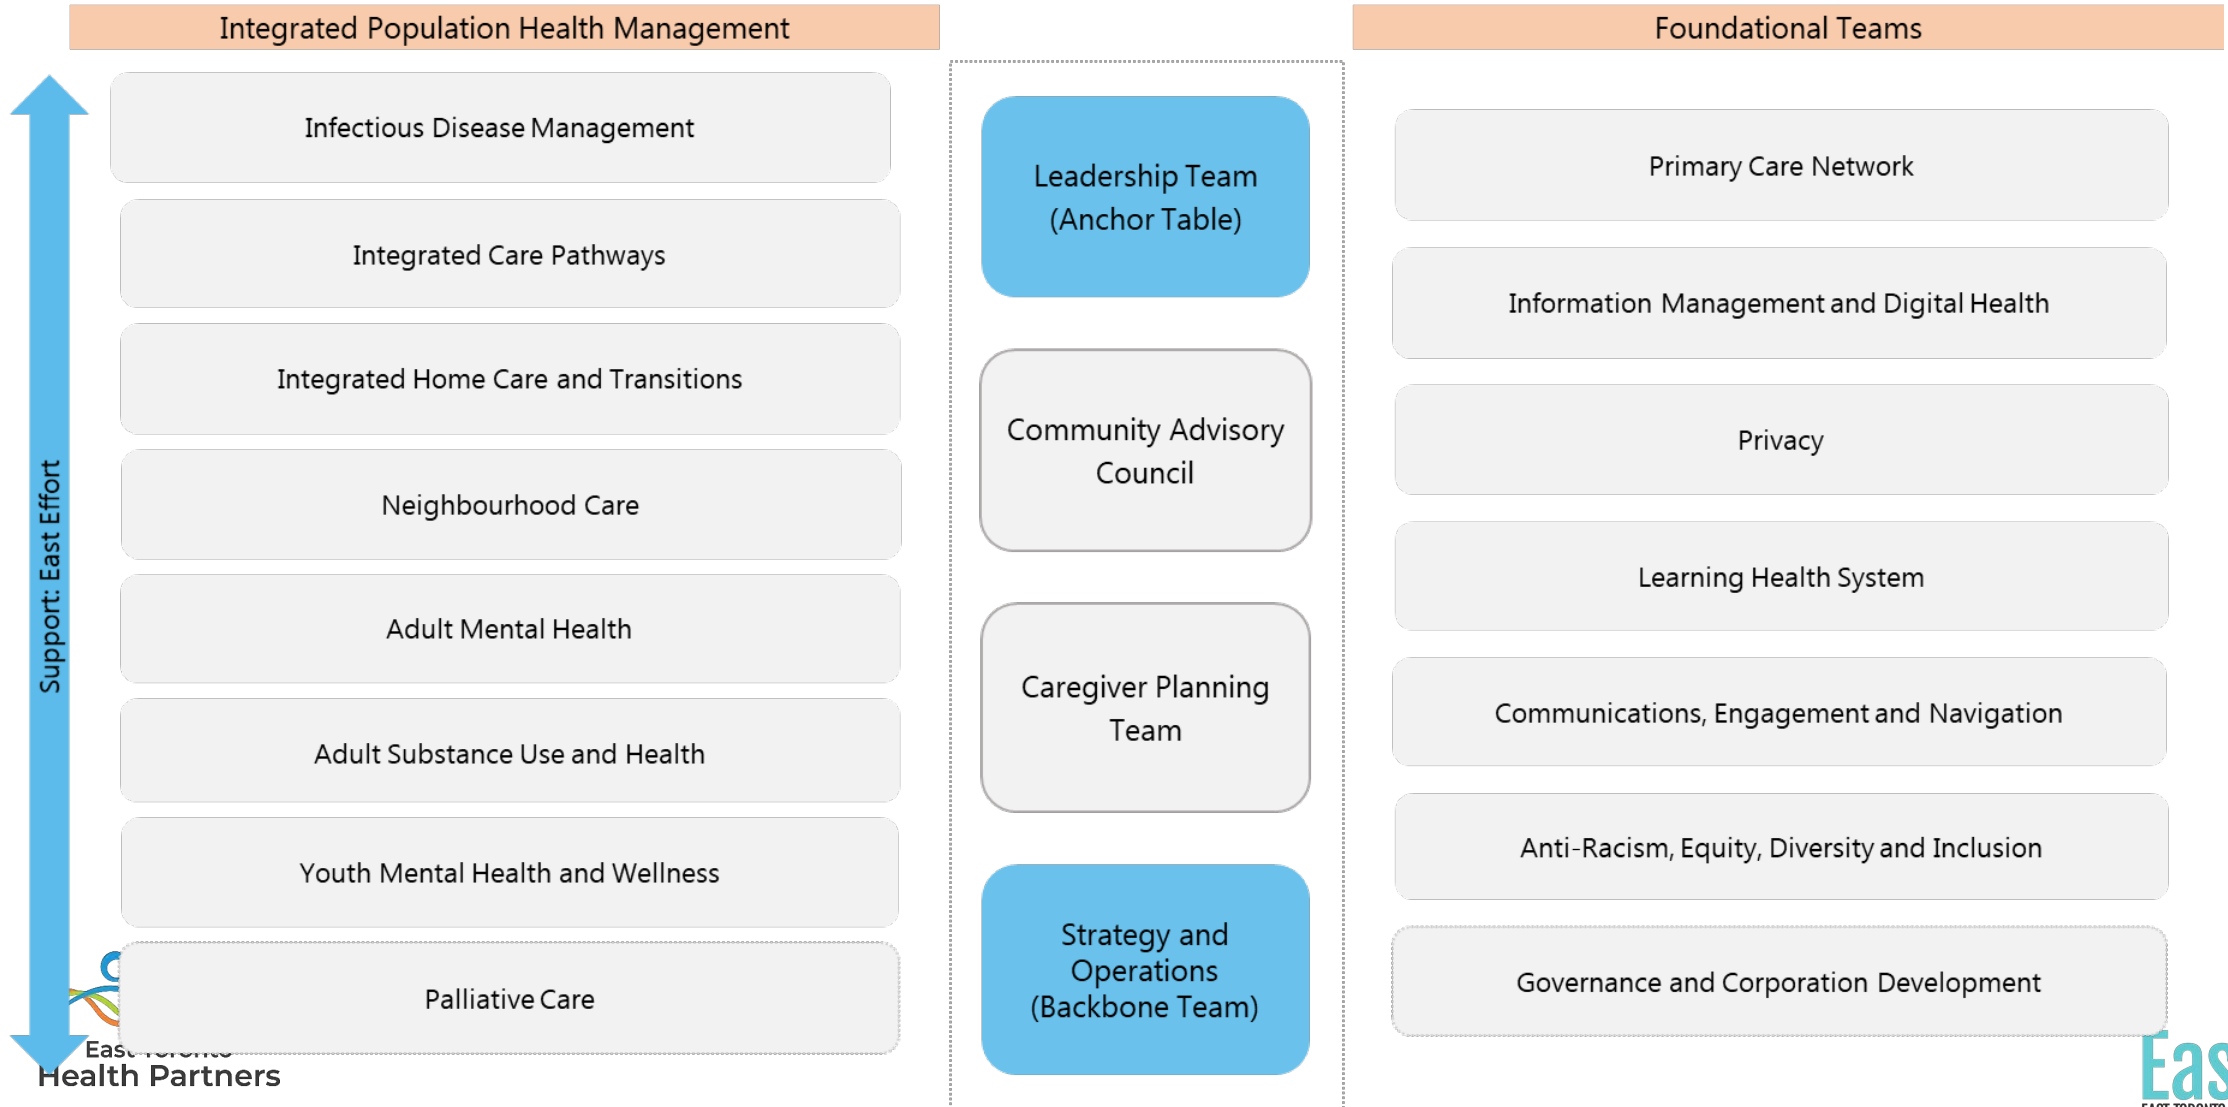 Integrated Population Health Management
Infectious Disease Management
Integrated Care Pathways
Integrated Home Care and Transitions
Neighbourhood Care
Adult Mental Health
Adult Substance Use and Health
Youth Mental Health and Wellness
Palliative Care
Support: East Effort
East Toronto
Health Partners
Leadership Team
(Anchor Table)
Community Advisory
Council
Caregiver Planning
Team
Strategy and
Operations
(Backbone Team)
Foundational Teams
Primary Care Network
Information Management and Digital Health
Privacy
Learning Health System
Communications, Engagement and Navigation
Anti-Racism, Equity, Diversity and Inclusion
Governance and Corporation Development